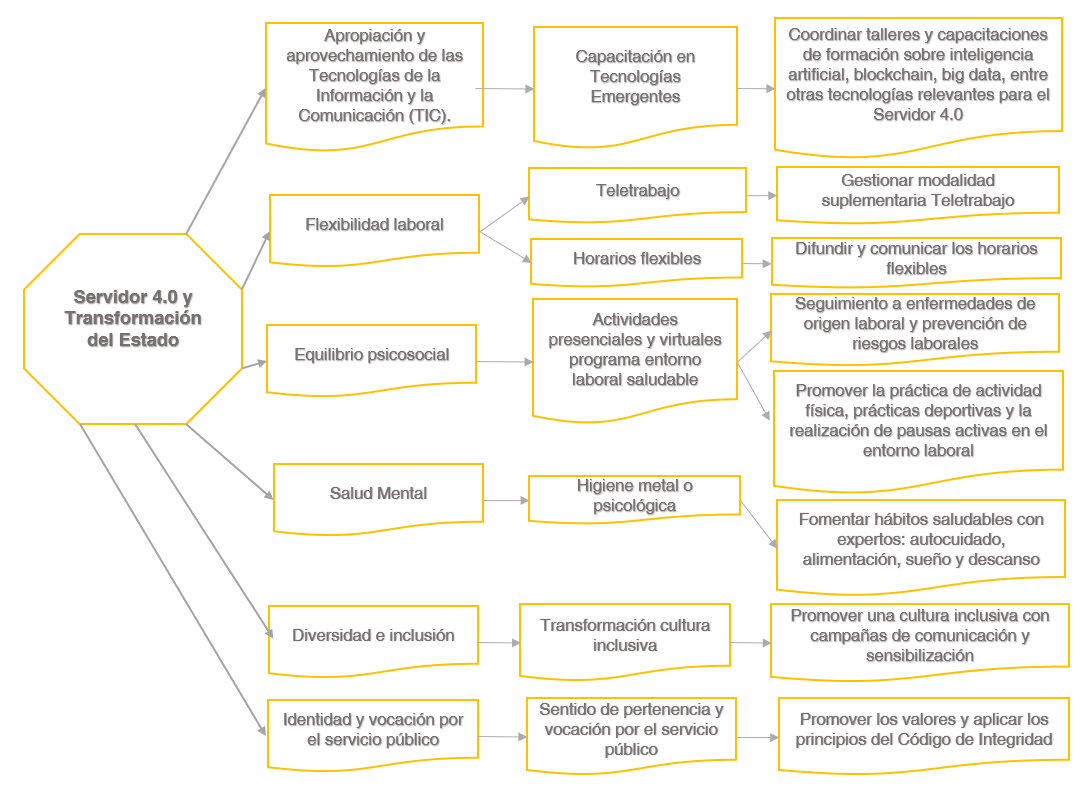 Servidor 4.0 y
Transformación
del Estado
Apropiación y
aprovechamiento de las
Tecnologías de la
Información y la
Comunicación (TIC).
Capacitación en
Tecnologías
Emergentes
Coordinar talleres y capacitaciones
de formación sobre inteligencia
artificial, blockchain, big data, entre
otras tecnologías relevantes para el
Servidor 4.0
Flexibilidad laboral
Teletrabajo
Gestionar modalidad
suplementaria Teletrabajo
Horarios flexibles
Difundir y comunicar los horarios
flexibles
Equilibrio psicosocial
Actividades
presenciales y virtuales
programa entorno
laboral saludable
Seguimiento a enfermedades de
origen laboral y prevención de
riesgos laborales
Promover la práctica de actividad
física, prácticas deportivas y la
realización de pausas activas en el
entorno laboral
Salud Mental
Higiene metal o
psicológica
Fomentar hábitos saludables con
expertos: autocuidado,
alimentación, sueño y descanso
Diversidad e inclusión
Transformación cultura
inclusiva
Promover una cultura inclusiva con
campañas de comunicación y
sensibilización
Identidad y vocación por
el servicio público
Sentido de pertenencia y
vocación por el servicio
público
Promover los valores y aplicar los
principios del Código de Integridad